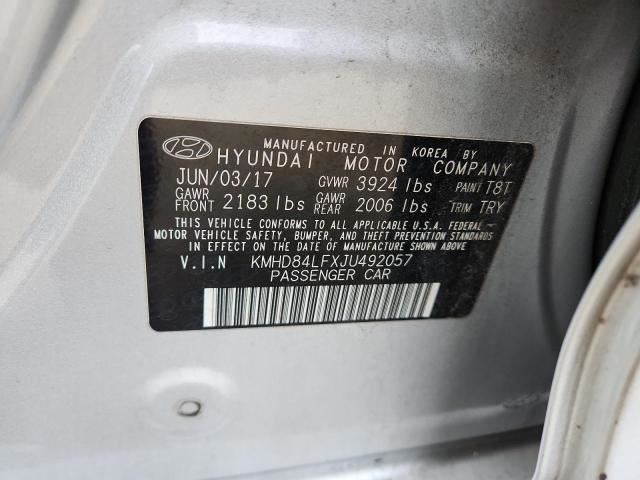 MANUFACTURED IN KOREA BY
HYUNDAI MOTOR COMPANY
JUN/03/17 GVWR 3924 lbs PAINT T8T
GAWR FRONT 2183 lbs GAWR REAR 2006 lbs TRIM TRY
THIS VEHICLE CONFORMS TO ALL APPLICABLE U.S.A. FEDERAL
MOTOR VEHICLE SAFETY, BUMPER, AND THEFT PREVENTION STANDARDS
IN EFFECT ON THE DATE OF MANUFACTURE SHOWN ABOVE.
V.I.N KMHD84LFXJU492057
PASSENGER CAR